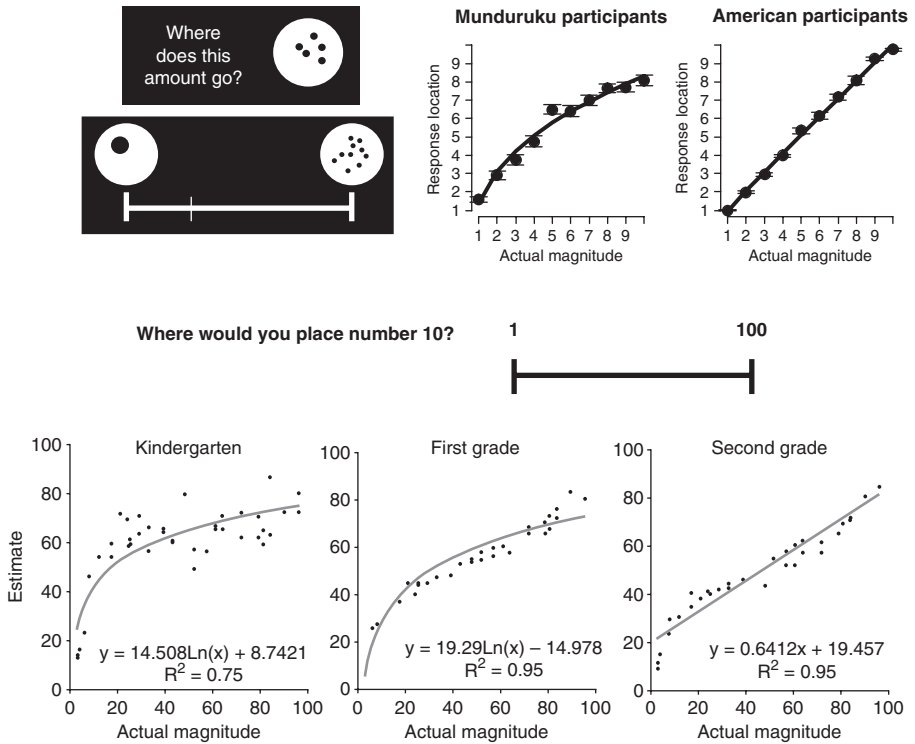 Where
does this
amount go?
Munduruku participants
Response location
9
8
7
6
5
4
3
2
1
1 2 3 4 5 6 7 8 9
Actual magnitude
American participants
Response location
9
8
7
6
5
4
3
2
1
1 2 3 4 5 6 7 8 9
Actual magnitude
Where would you place number 10?
1 100
Kindergarten
Estimate
100
80
60
40
20
0
y = 14.508Ln(x) + 8.7421
R² = 0.75
0 20 40 60 80 100
Actual magnitude
First grade
100
80
60
40
20
0
y = 19.29Ln(x) – 14.978
R² = 0.95
0 20 40 60 80 100
Actual magnitude
Second grade
100
80
60
40
20
0
y = 0.6412x + 19.457
R² = 0.95
0 20 40 60 80 100
Actual magnitude